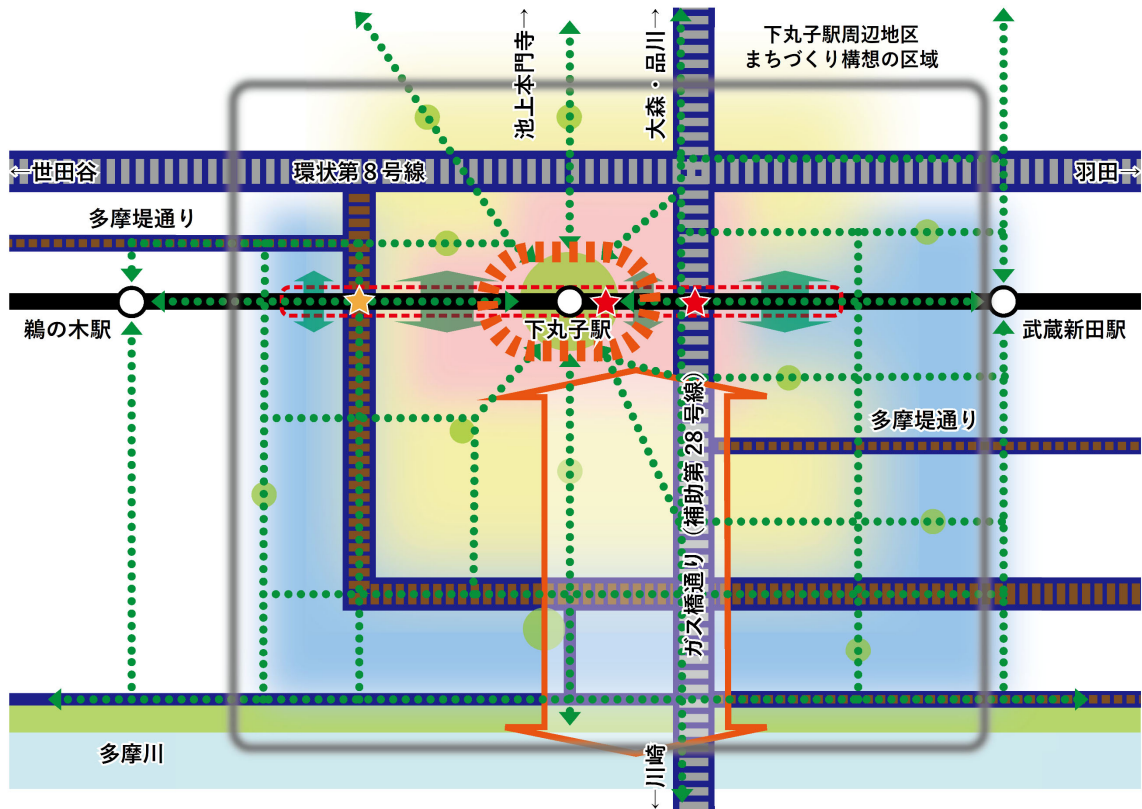 下丸子駅周辺地区
まちづくり構想の区域
池上本門寺→
大森・品川→
←世田谷
環状第8号線
羽田→
多摩堤通り
鵜の木駅
下丸子駅
武蔵新田駅
多摩堤通り
ガス橋通り(補助第28号線)
多摩川
←川崎